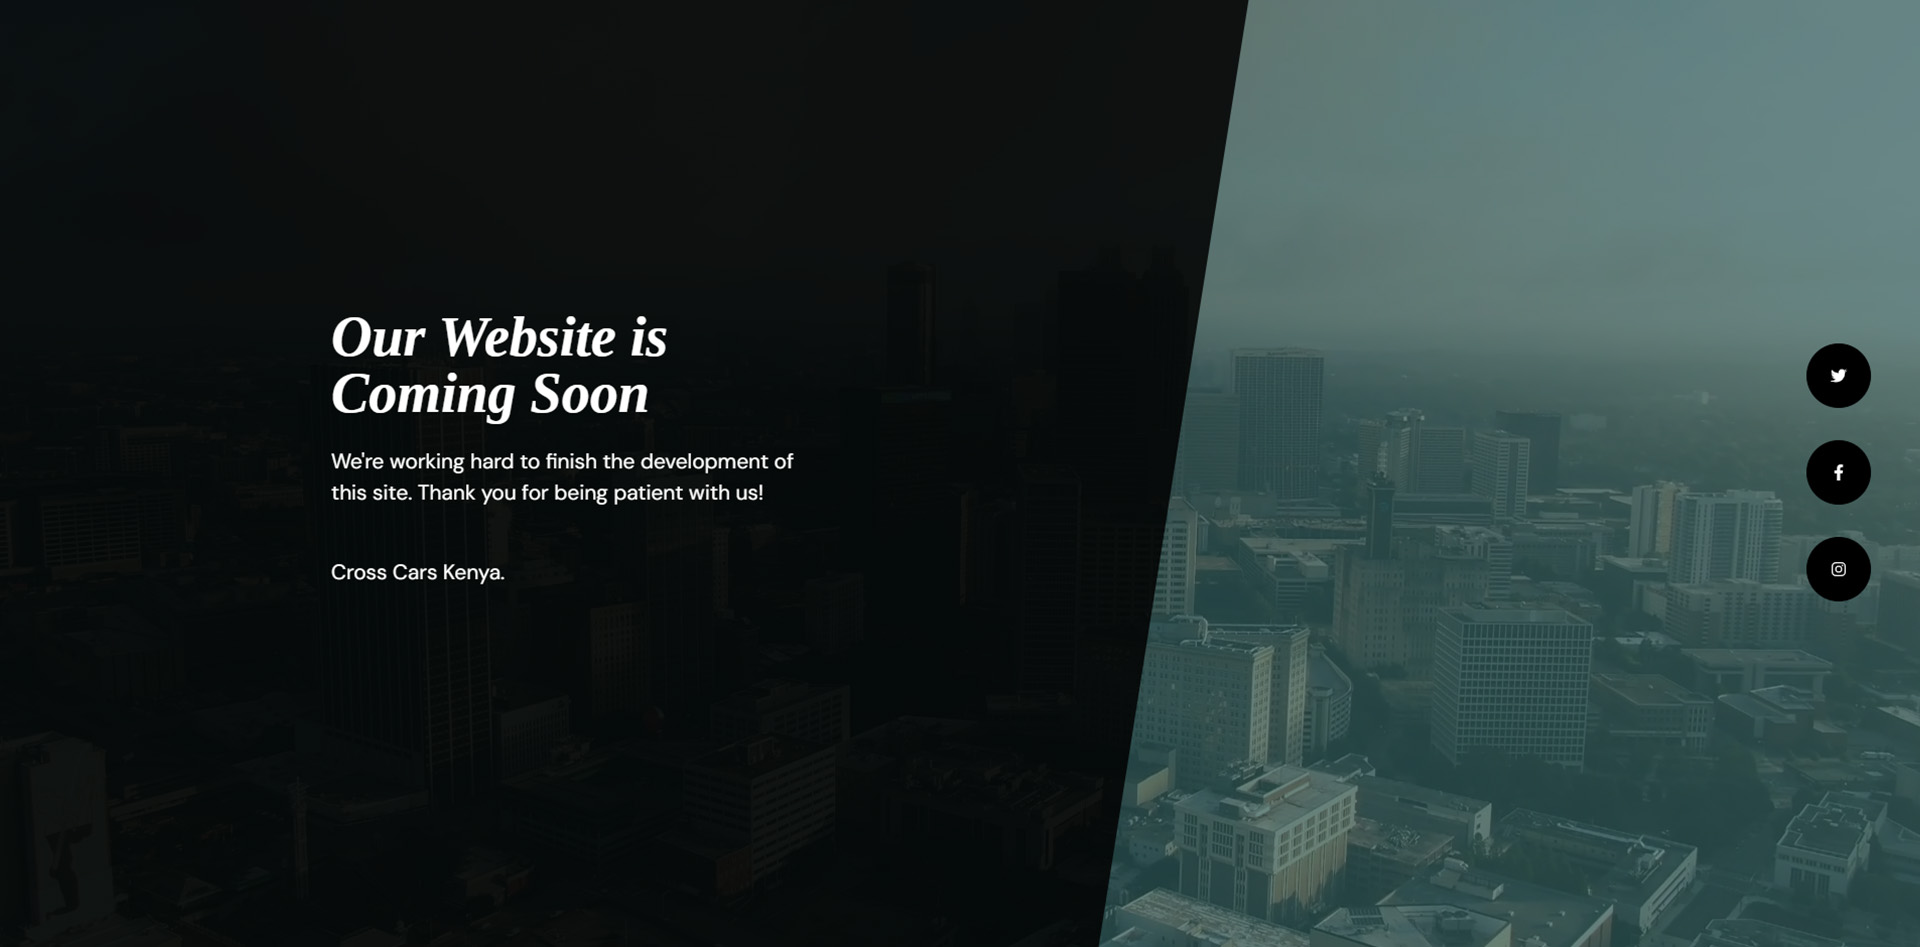 Our Website is
Coming Soon
We're working hard to finish the development of
this site. Thank you for being patient with us!
Cross Cars Kenya.